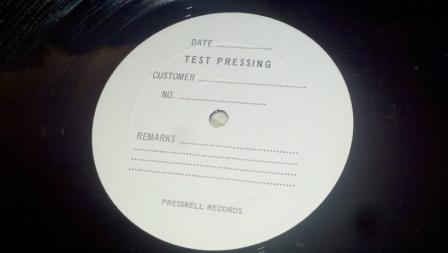 DATE ..................
TEST PRESSING
CUSTOMER ...................................
NO. ............................
REMARKS .......................................
......................................................
......................................................
......................................................
PRESSWELL RECORDS